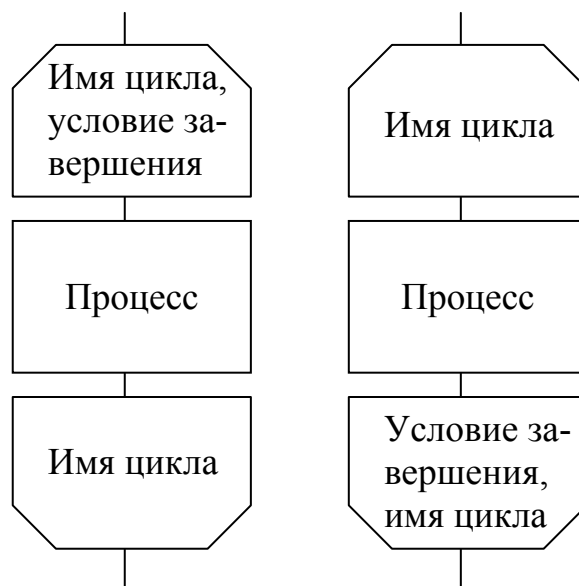 Имя цикла,
условие за-
вершения
Процесс
Имя цикла
Имя цикла
Процесс
Условие за-
вершения,
имя цикла